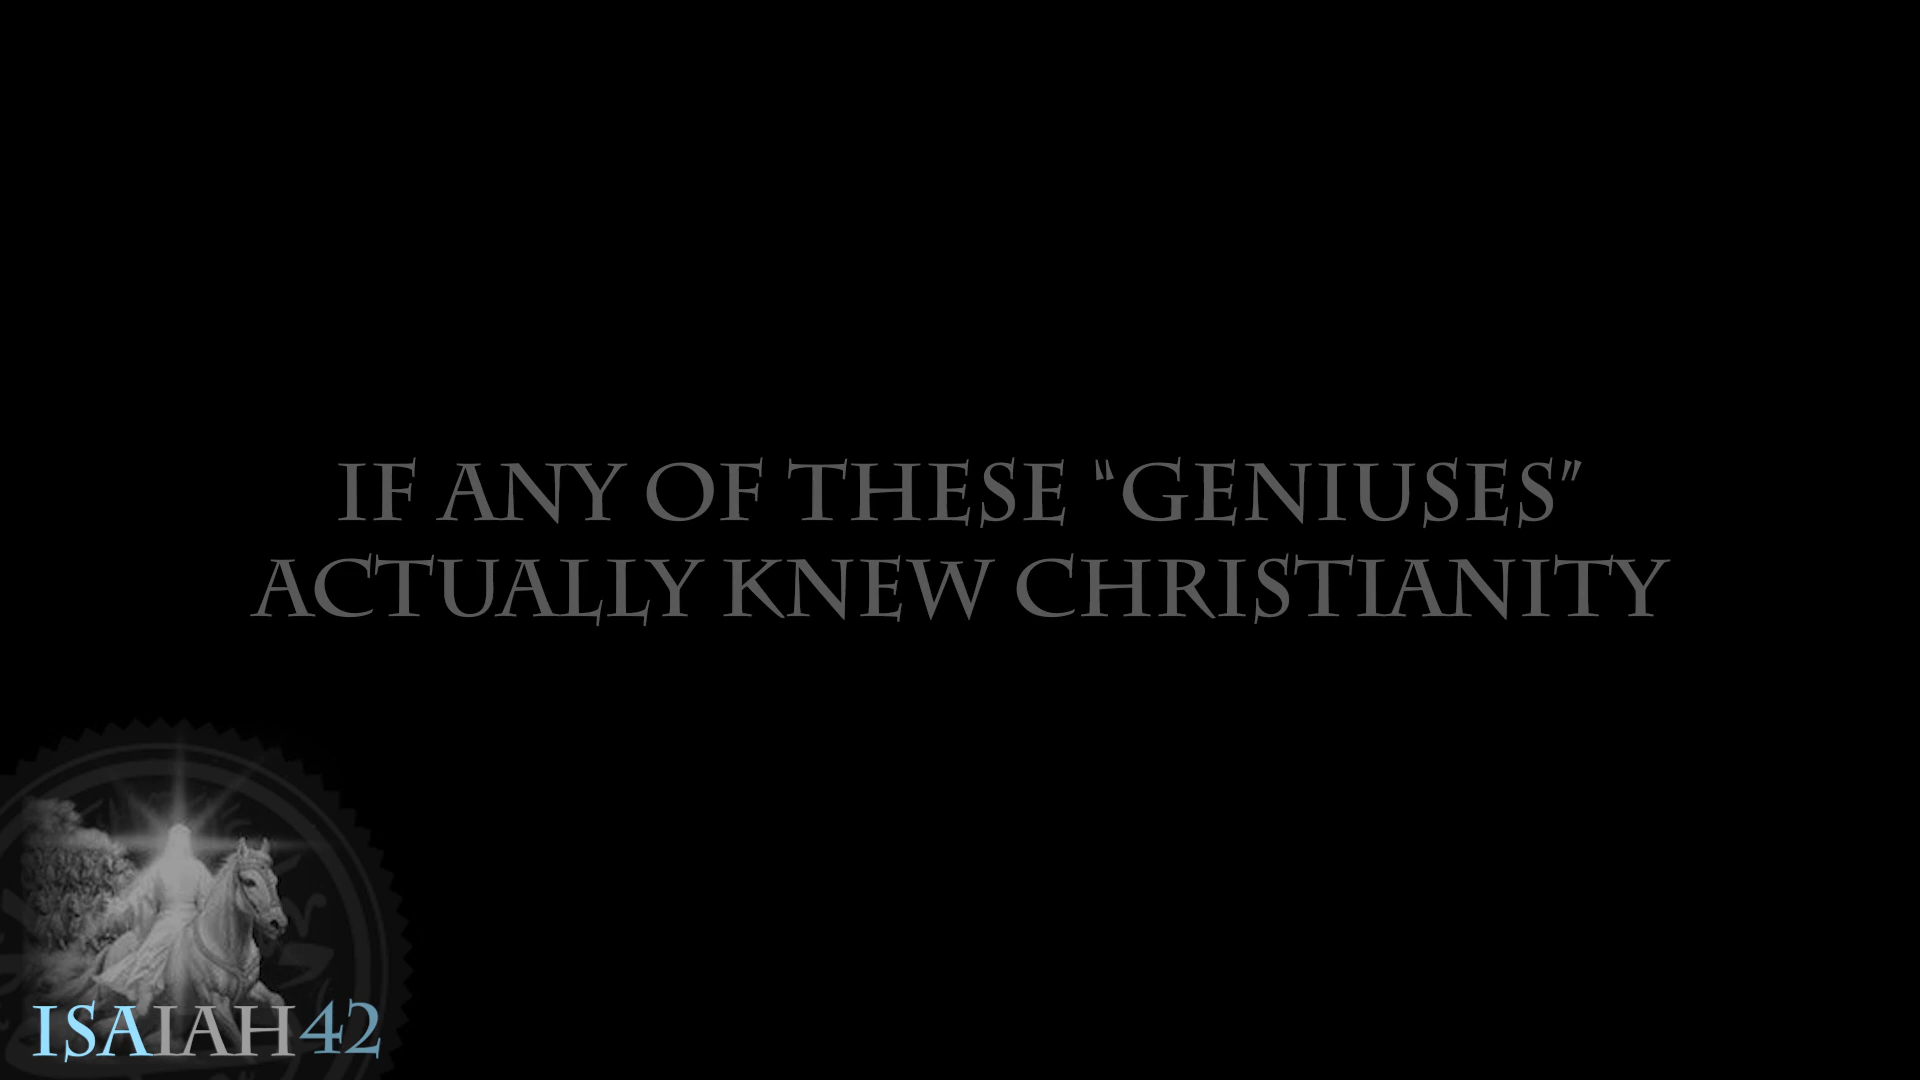 IF ANY OF THESE “GENIUSES”
ACTUALLY KNEW CHRISTIANITY
ISAIAH42